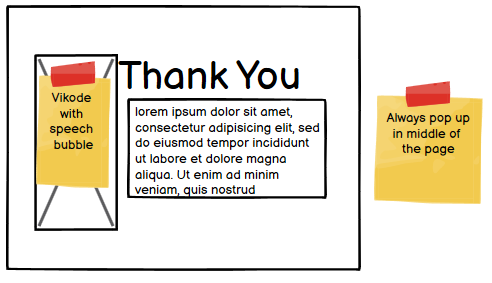 Thank You
Vikode
with
speech
bubble
lorem ipsum dolor sit amet,
consectetur adipisicing elit, sed
do eiusmod tempor incididunt
ut labore et dolore magna
aliqua. Ut enim ad minim
veniam, quis nostrud
Always pop up
in middle of
the page